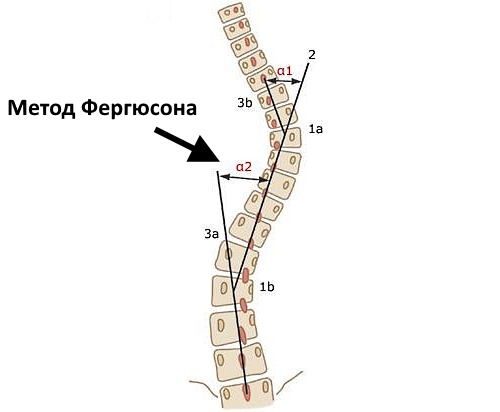 2
α1
3b
Метод Фергюсона
1a
α2
3a
1b